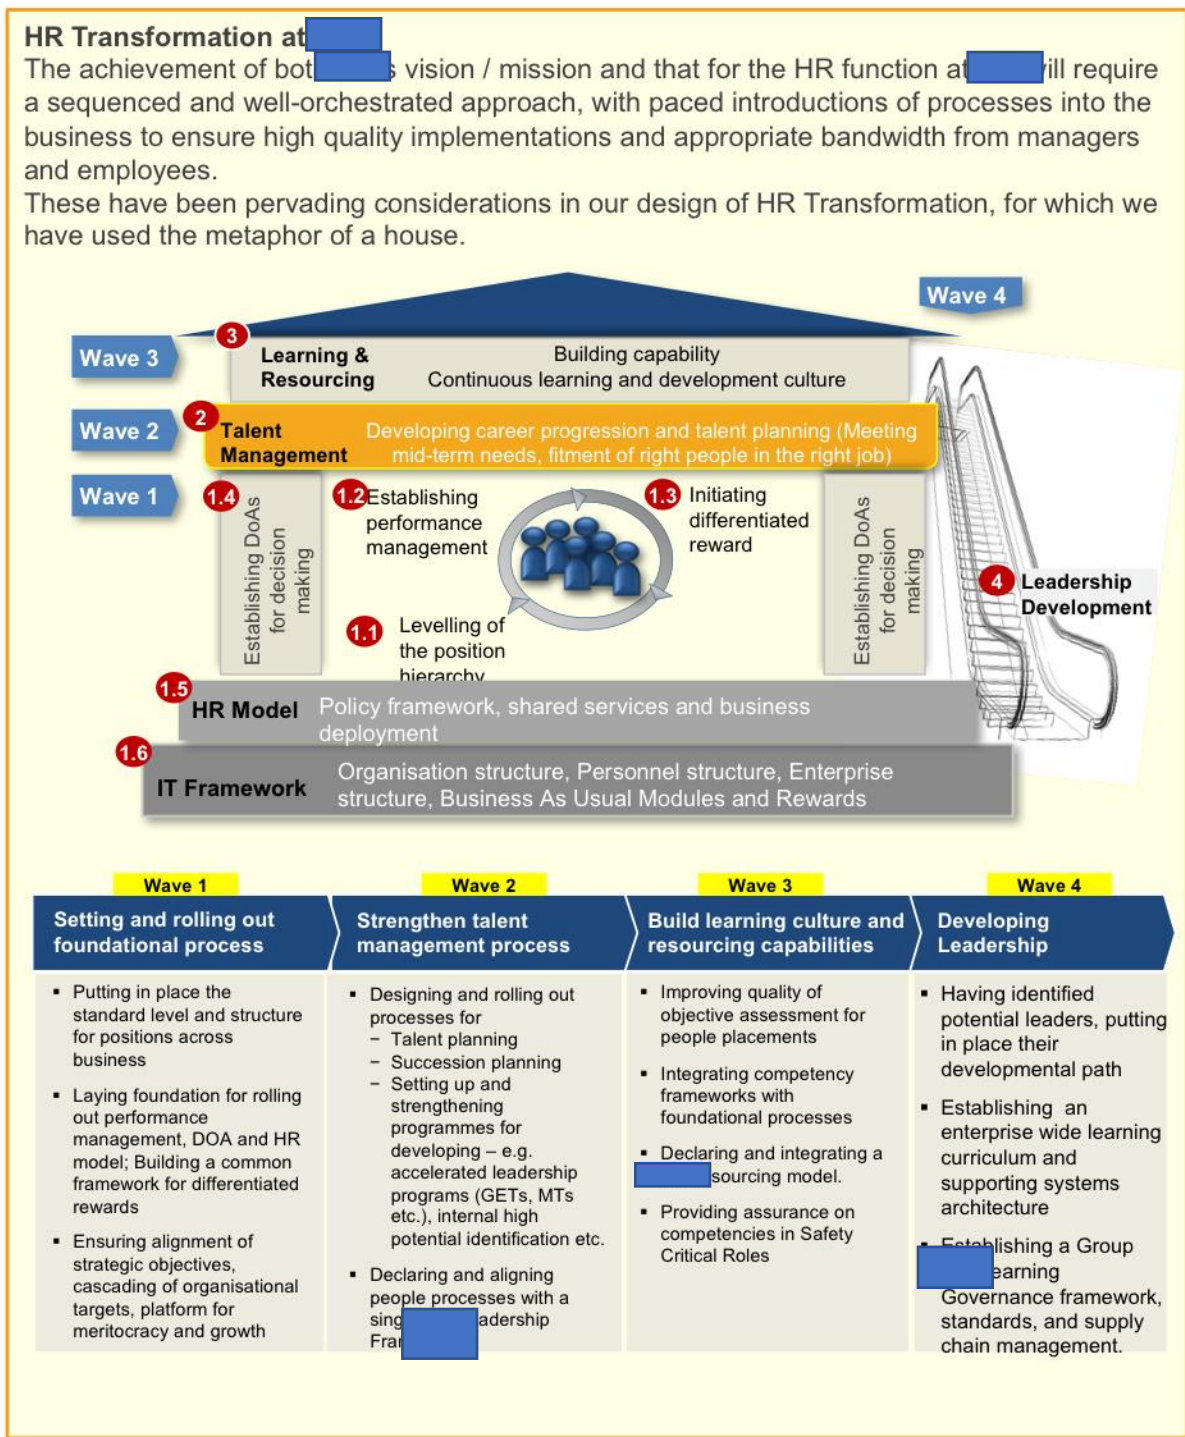 HR Transformation at
The achievement of bot s vision / mission and that for the HR function at ill require
a sequenced and well-orchestrated approach, with paced introductions of processes into the
business to ensure high quality implementations and appropriate bandwidth from managers
and employees.
These have been pervading considerations in our design of HR Transformation, for which we
have used the metaphor of a house.
Wave 4
Wave 3
3
Learning &
Resourcing
Building capability
Continuous learning and development culture
Wave 2
2
Talent
Management
Developing career progression and talent planning (Meeting
mid-term needs, fitment of right people in the right job)
Wave 1
1.4
Establishing DoAs
for decision
making
1.2
Establishing
performance
management
1.3
Initiating
differentiated
reward
Establishing DoAs
for decision
making
4
Leadership
Development
1.1
Levelling of
the position
hierarchy
1.5
HR Model
Policy framework, shared services and business
deployment
1.6
IT Framework
Organisation structure, Personnel structure, Enterprise
structure, Business As Usual Modules and Rewards
Wave 1
Setting and rolling out
foundational process
▪ Putting in place the
standard level and structure
for positions across
business
▪ Laying foundation for rolling
out performance
management, DOA and HR
model; Building a common
framework for differentiated
rewards
▪ Ensuring alignment of
strategic objectives,
cascading of organisational
targets, platform for
meritocracy and growth
Wave 2
Strengthen talent
management process
▪ Designing and rolling out
processes for
− Talent planning
− Succession planning
− Setting up and
strengthening
programmes for
developing – e.g.
accelerated leadership
programs (GETs, MTs
etc.), internal high
potential identification etc.
▪ Declaring and aligning
people processes with a
sing adership
Fra
Wave 3
Build learning culture and
resourcing capabilities
▪ Improving quality of
objective assessment for
people placements
▪ Integrating competency
frameworks with
foundational processes
▪ Declaring and integrating a
sourcing model.
▪ Providing assurance on
competencies in Safety
Critical Roles
Wave 4
Developing
Leadership
▪ Having identified
potential leaders, putting
in place their
developmental path
▪ Establishing an
enterprise wide learning
curriculum and
supporting systems
architecture
▪ Establishing a Group
earning
Governance framework,
standards, and supply
chain management.